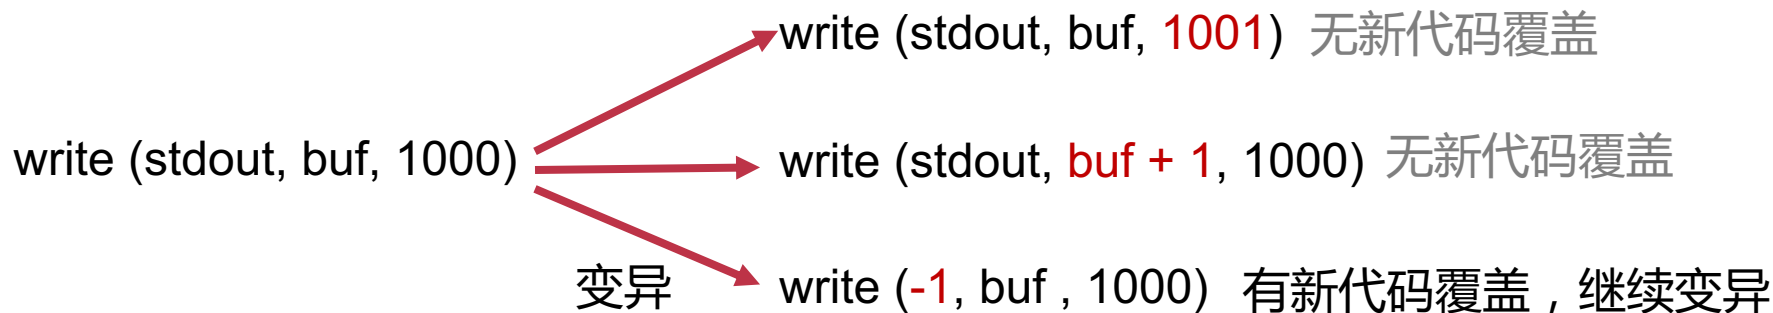 write (stdout, buf, 1001) 无新代码覆盖
write (stdout, buf, 1000)
write (stdout, buf + 1, 1000) 无新代码覆盖
变异
write (-1, buf , 1000) 有新代码覆盖，继续变异